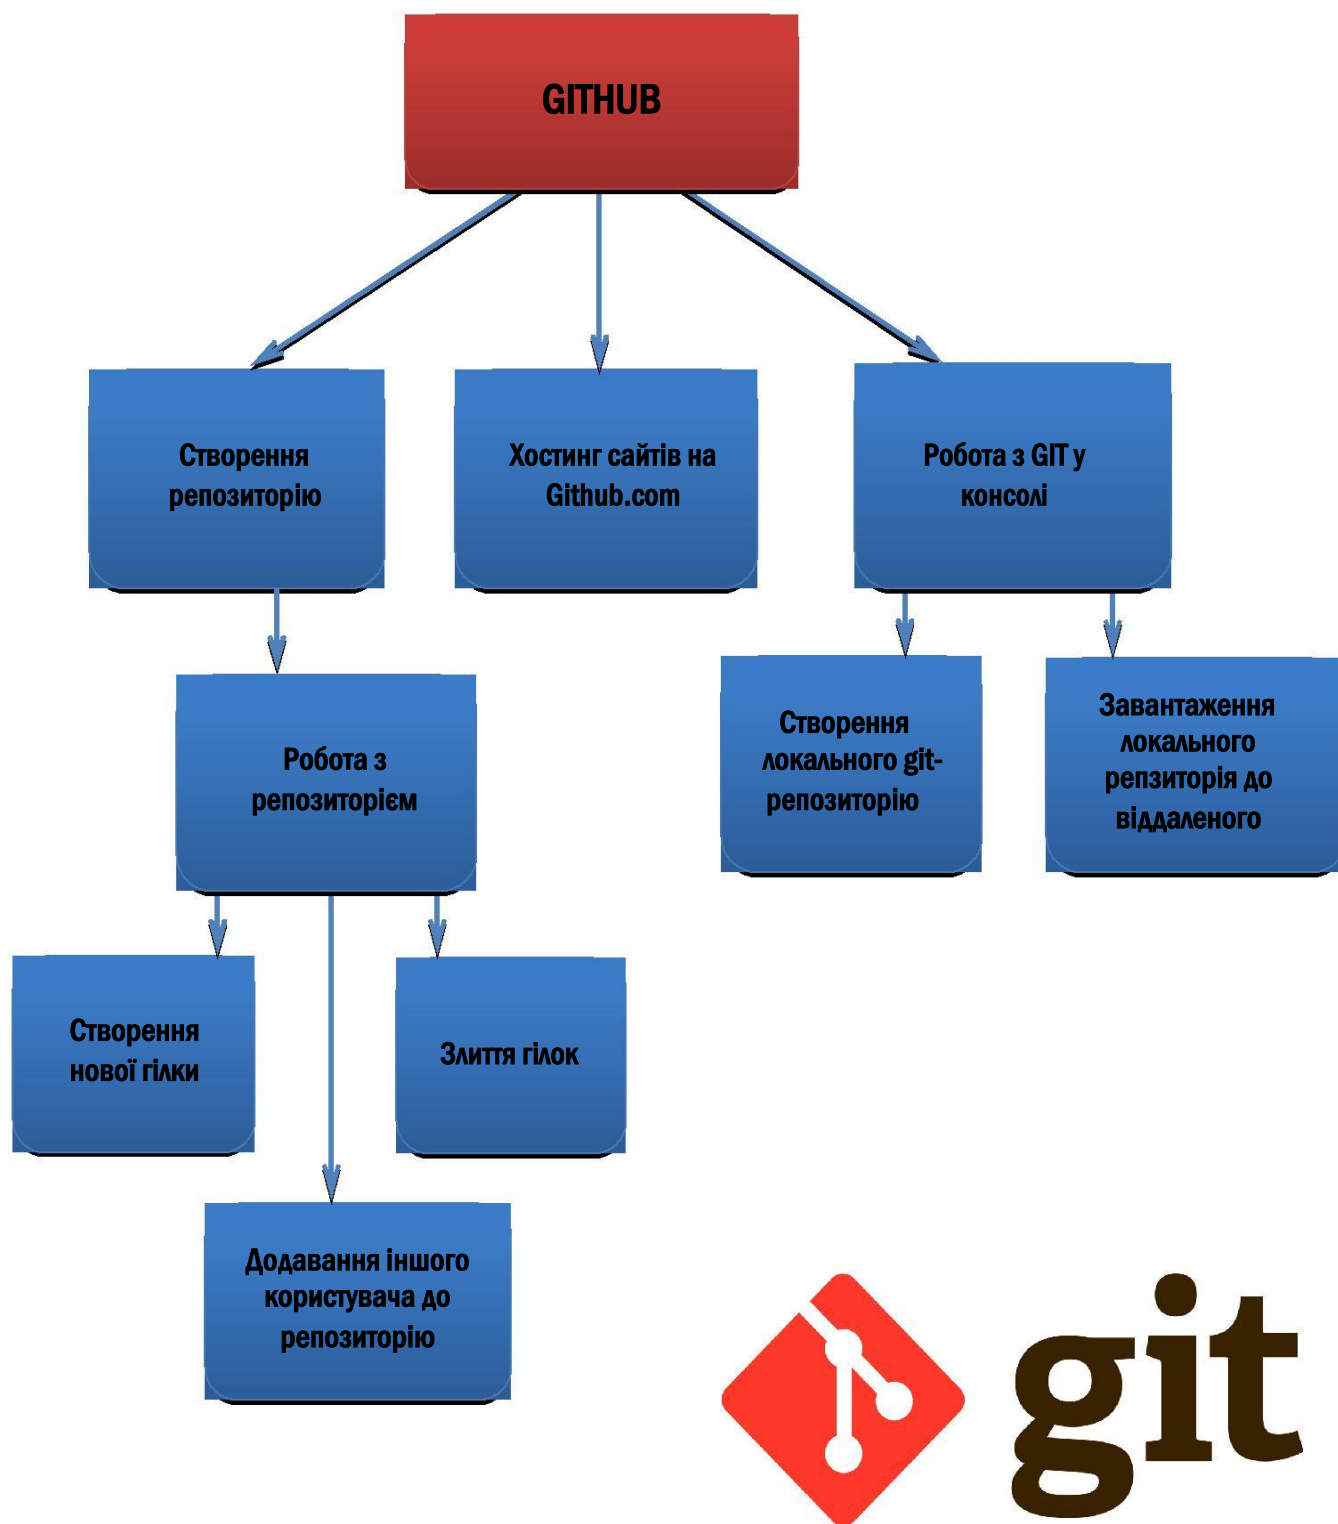 GITHUB
Створення
репозиторію
Хостинг сайтів на
Github.com
Робота з GIT у
консолі
Робота з
репозиторієм
Створення
локального git-
репозиторію
Завантаження
локального
репзиторія до
віддаленого
Створення
нової гілки
Злиття гілок
Додавання іншого
користувача до
репозиторію
git